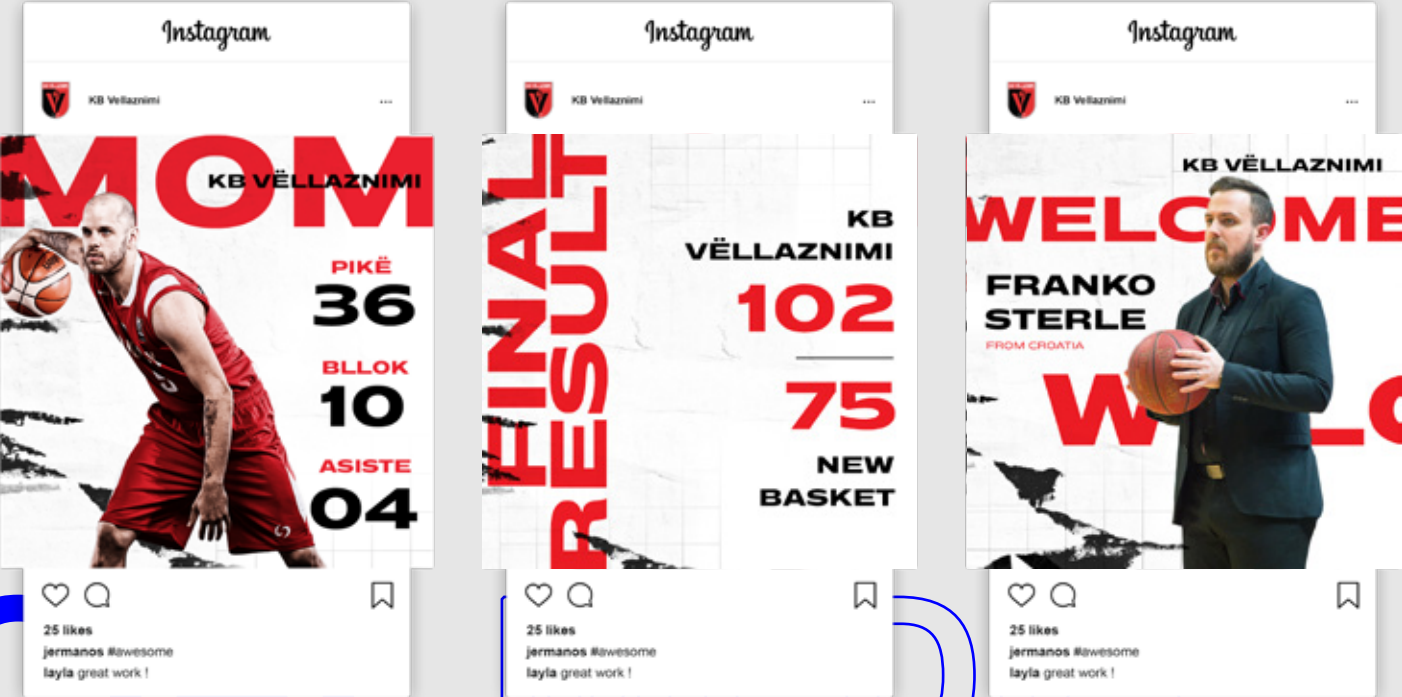 Instagram
KB Vellaznimi
MOM
KB VËLLAZNIMI
PIKË
36
BLLOK
10
ASISTE
04
25 likes
jermanos #awesome
layla great work !
Instagram
KB Vellaznimi
FINAL
RESULT
KB
VËLLAZNIMI
102
75
NEW
BASKET
25 likes
jermanos #awesome
layla great work !
Instagram
KB Vellaznimi
KB VËLLAZNIMI
WELCOME
FRANKO
STERLE
FROM CROATIA
25 likes
jermanos #awesome
layla great work !